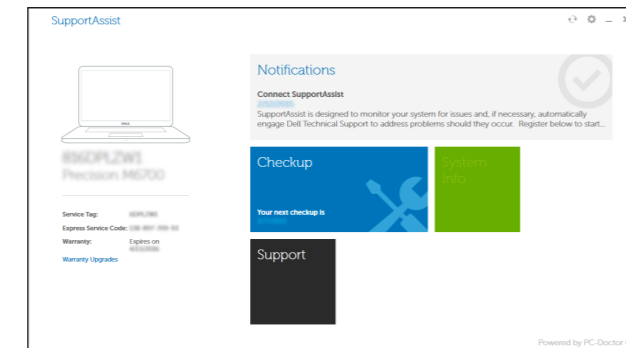 SupportAssist
DELL
Precision M6700
Service Tag:
Express Service Code:
Warranty: Expires on
Warranty Upgrades
Notifications
Connect SupportAssist
SupportAssist is designed to monitor your system for issues and, if necessary, automatically
engage Dell Technical Support to address problems should they occur. Register below to start...
Checkup
Your next checkup is
System
Info
Support
Powered by PC-Doctor